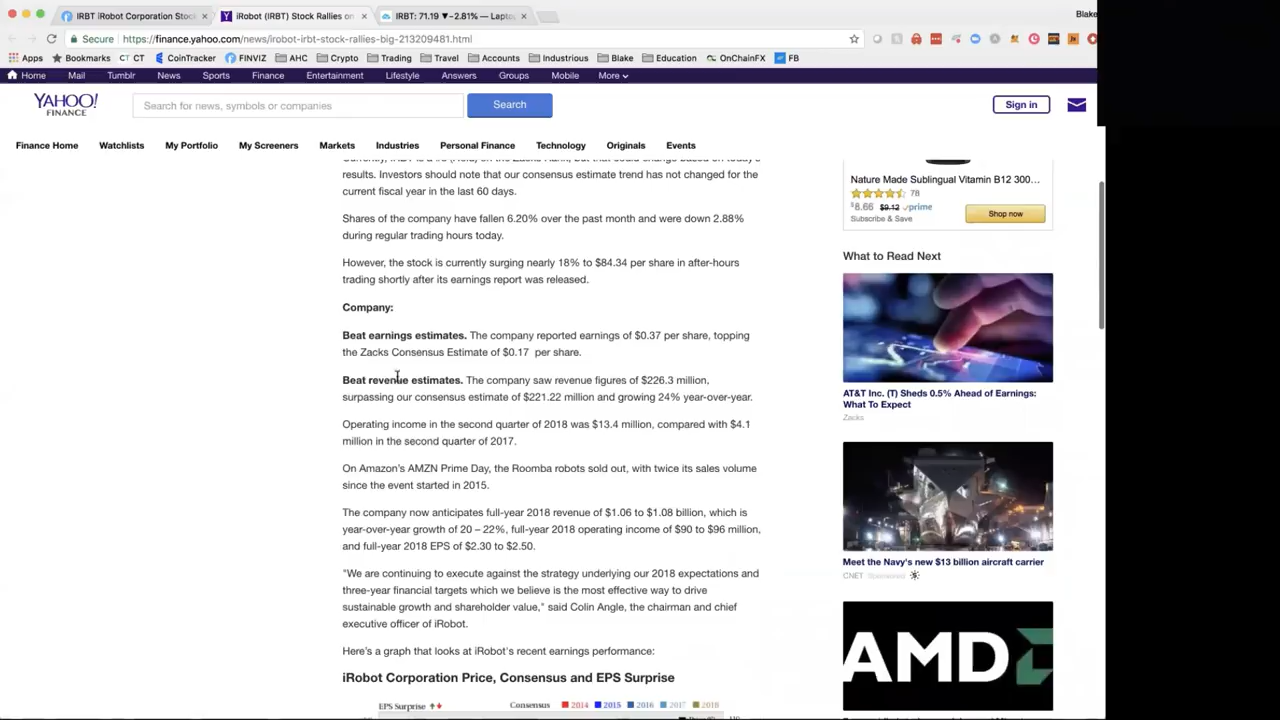 IRBT iRobot Corporation Stock
iRobot (IRBT) Stock Rallies on
IRBT: 71.19 ▼−2.81% — Laptop
Blake
Secure
https://finance.yahoo.com/news/irobot-irbt-stock-rallies-big-213209481.html
Apps Bookmarks CT CT CoinTracker FINVIZ AHC Crypto Trading Travel Accounts Industrious Blake Education OnChainFX FB
Home Mail Tumblr News Sports Finance Entertainment Lifestyle Answers Groups Mobile More
YAHOO!
FINANCE
Search for news, symbols or companies
Search
Sign in
Finance Home Watchlists My Portfolio My Screeners Markets Industries Personal Finance Technology Originals Events
results. Investors should note that our consensus estimate trend has not changed for the
current fiscal year in the last 60 days.
Shares of the company have fallen 6.20% over the past month and were down 2.88%
during regular trading hours today.
However, the stock is currently surging nearly 18% to $84.34 per share in after-hours
trading shortly after its earnings report was released.
Company:
Beat earnings estimates. The company reported earnings of $0.37 per share, topping
the Zacks Consensus Estimate of $0.17 per share.
Beat revenue estimates. The company saw revenue figures of $226.3 million,
surpassing our consensus estimate of $221.22 million and growing 24% year-over-year.
Operating income in the second quarter of 2018 was $13.4 million, compared with $4.1
million in the second quarter of 2017.
On Amazon's AMZN Prime Day, the Roomba robots sold out, with twice its sales volume
since the event started in 2015.
The company now anticipates full-year 2018 revenue of $1.06 to $1.08 billion, which is
year-over-year growth of 20 – 22%, full-year 2018 operating income of $90 to $96 million,
and full-year 2018 EPS of $2.30 to $2.50.
"We are continuing to execute against the strategy underlying our 2018 expectations and
three-year financial targets which we believe is the most effective way to drive
sustainable growth and shareholder value," said Colin Angle, the chairman and chief
executive officer of iRobot.
Here's a graph that looks at iRobot's recent earnings performance:
iRobot Corporation Price, Consensus and EPS Surprise
EPS Surprise Consensus 2014 2015 2016 2017 2018
Nature Made Sublingual Vitamin B12 300...
78
$8.66 $9.12 prime
Subscribe & Save
Shop now
What to Read Next
AT&T Inc. (T) Sheds 0.5% Ahead of Earnings:
What To Expect
Zacks
Meet the Navy's new $13 billion aircraft carrier
CNET Sponsored
AMD